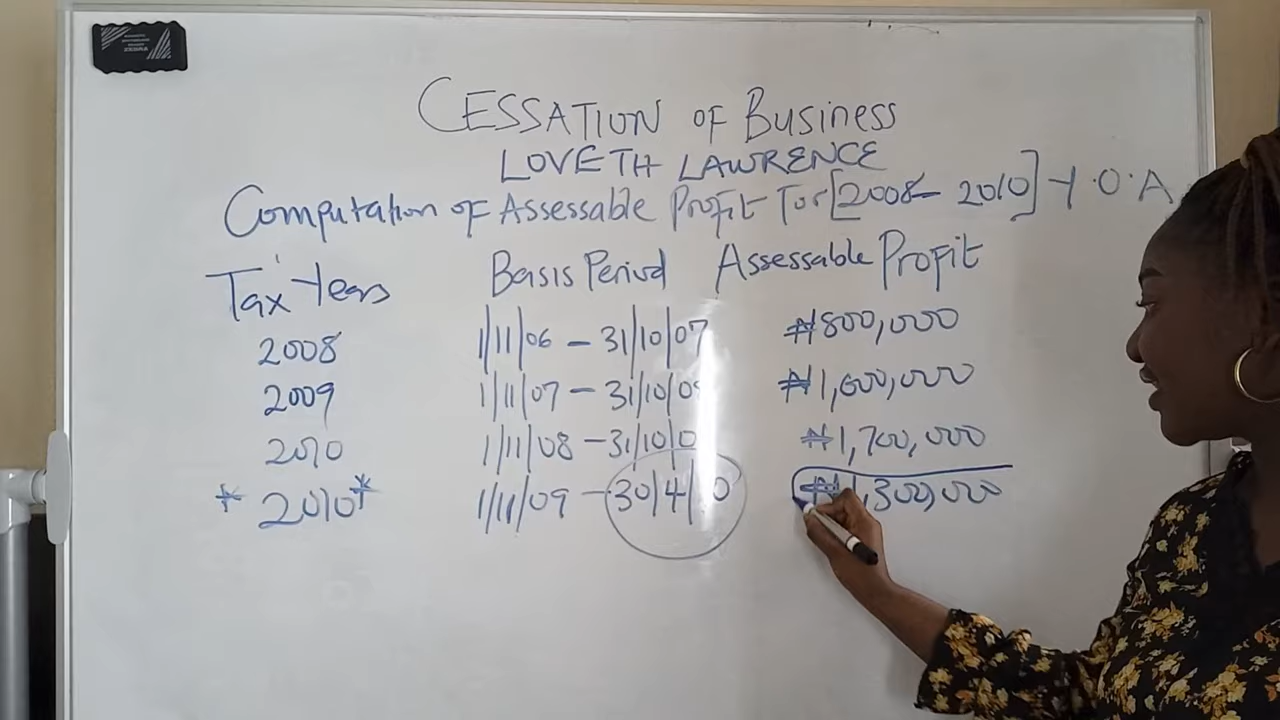 CESSATION OF BUSINESS
LOVETH LAWRENCE
Computation of Assessable Profit For [2008 - 2010] Y.O.A
Tax Years Basis Period Assessable Profit
2008 1/11/06 - 31/10/07 ₦800,000
2009 1/11/07 - 31/10/08 ₦1,600,000
2010 1/11/08 - 31/10/0 ₦1,700,000
*2010* 1/11/09 - 30/4/10 ₦1,300,000
ZEBRA